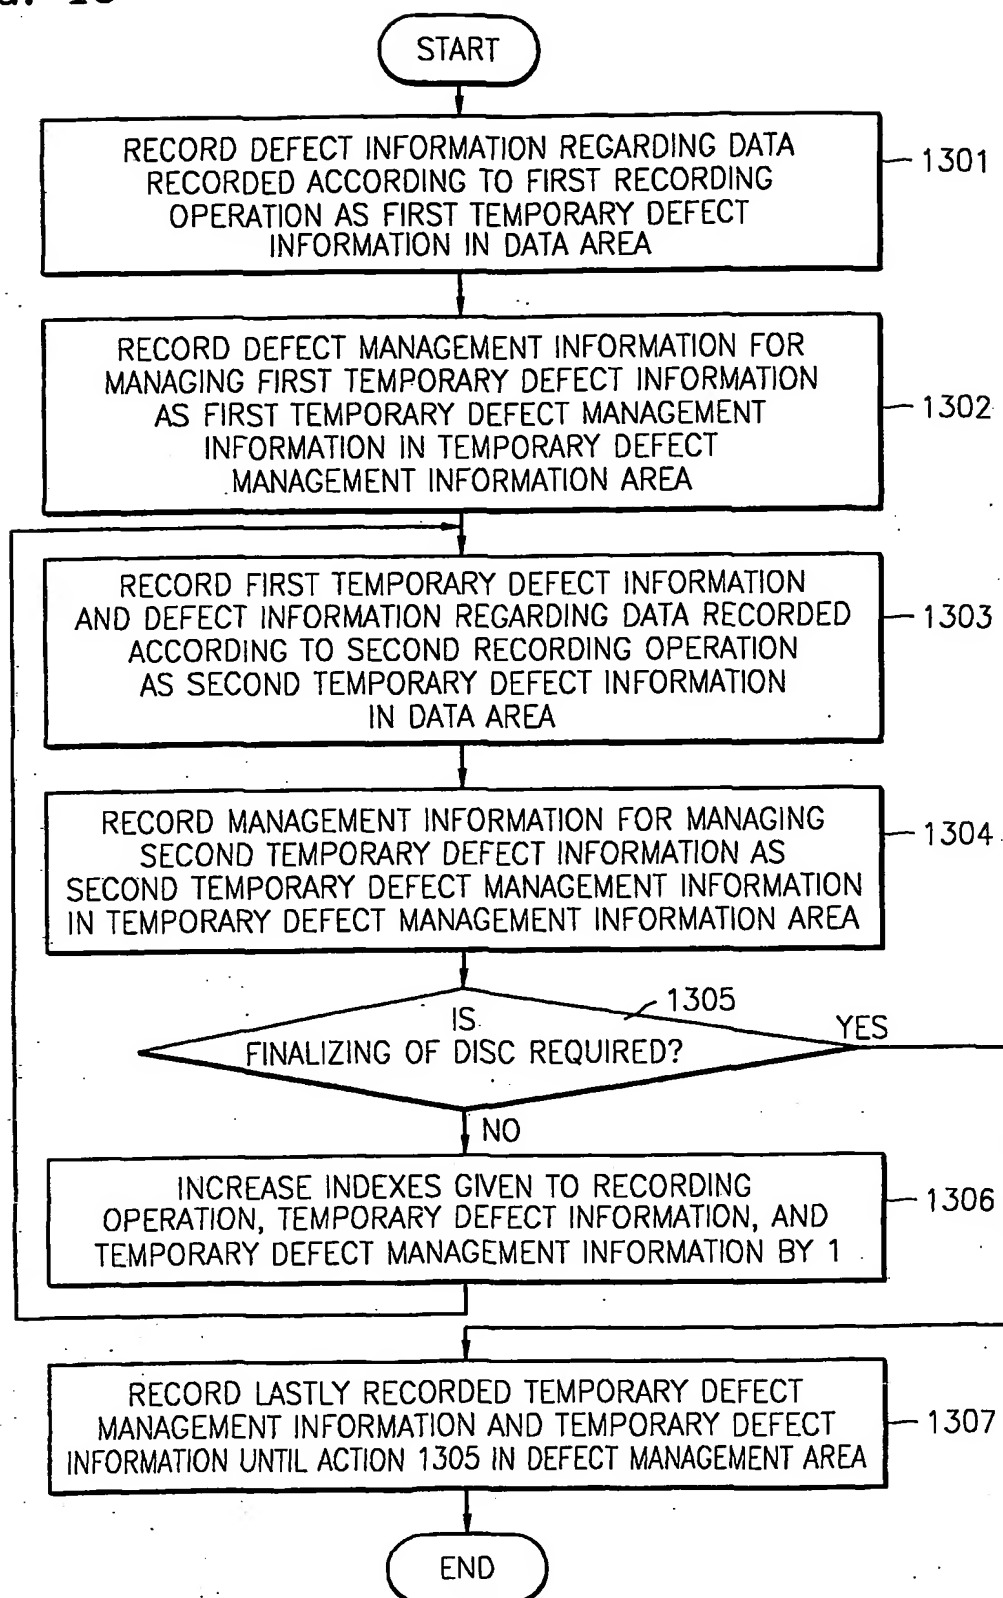 START
RECORD DEFECT INFORMATION REGARDING DATA
RECORDED ACCORDING TO FIRST RECORDING
OPERATION AS FIRST TEMPORARY DEFECT
INFORMATION IN DATA AREA
1301
RECORD DEFECT MANAGEMENT INFORMATION FOR
MANAGING FIRST TEMPORARY DEFECT INFORMATION
AS FIRST TEMPORARY DEFECT MANAGEMENT
INFORMATION IN TEMPORARY DEFECT
MANAGEMENT INFORMATION AREA
1302
RECORD FIRST TEMPORARY DEFECT INFORMATION
AND DEFECT INFORMATION REGARDING DATA RECORDED
ACCORDING TO SECOND RECORDING OPERATION
AS SECOND TEMPORARY DEFECT INFORMATION
IN DATA AREA
1303
RECORD MANAGEMENT INFORMATION FOR MANAGING
SECOND TEMPORARY DEFECT INFORMATION AS
SECOND TEMPORARY DEFECT MANAGEMENT INFORMATION
IN TEMPORARY DEFECT MANAGEMENT INFORMATION AREA
1304
IS
FINALIZING OF DISC REQUIRED?
1305
YES
NO
INCREASE INDEXES GIVEN TO RECORDING
OPERATION, TEMPORARY DEFECT INFORMATION, AND
TEMPORARY DEFECT MANAGEMENT INFORMATION BY 1
1306
RECORD LASTLY RECORDED TEMPORARY DEFECT
MANAGEMENT INFORMATION AND TEMPORARY DEFECT
INFORMATION UNTIL ACTION 1305 IN DEFECT MANAGEMENT AREA
1307
END